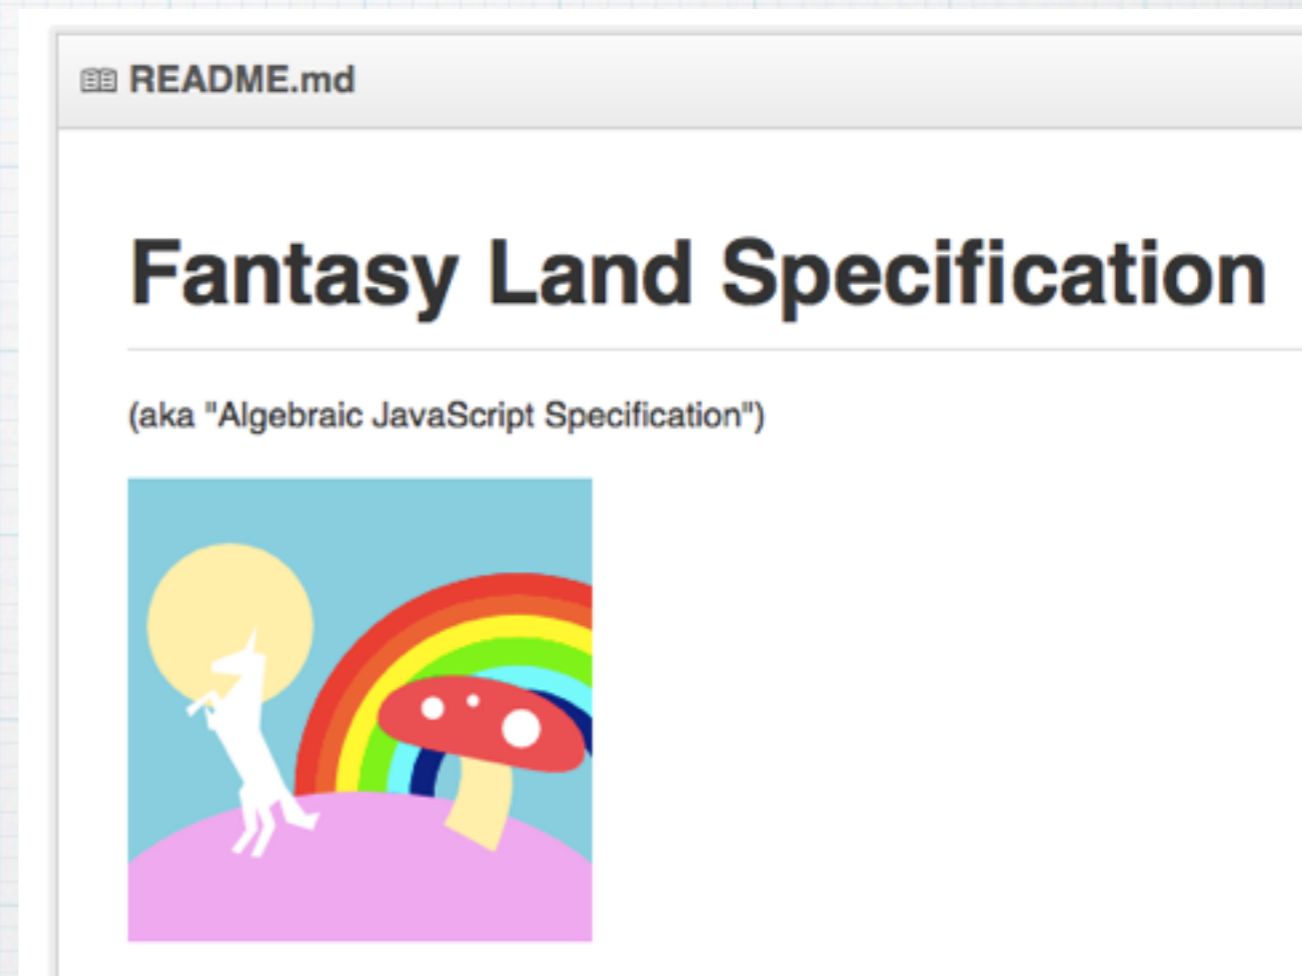 README.md
Fantasy Land Specification
(aka "Algebraic JavaScript Specification")